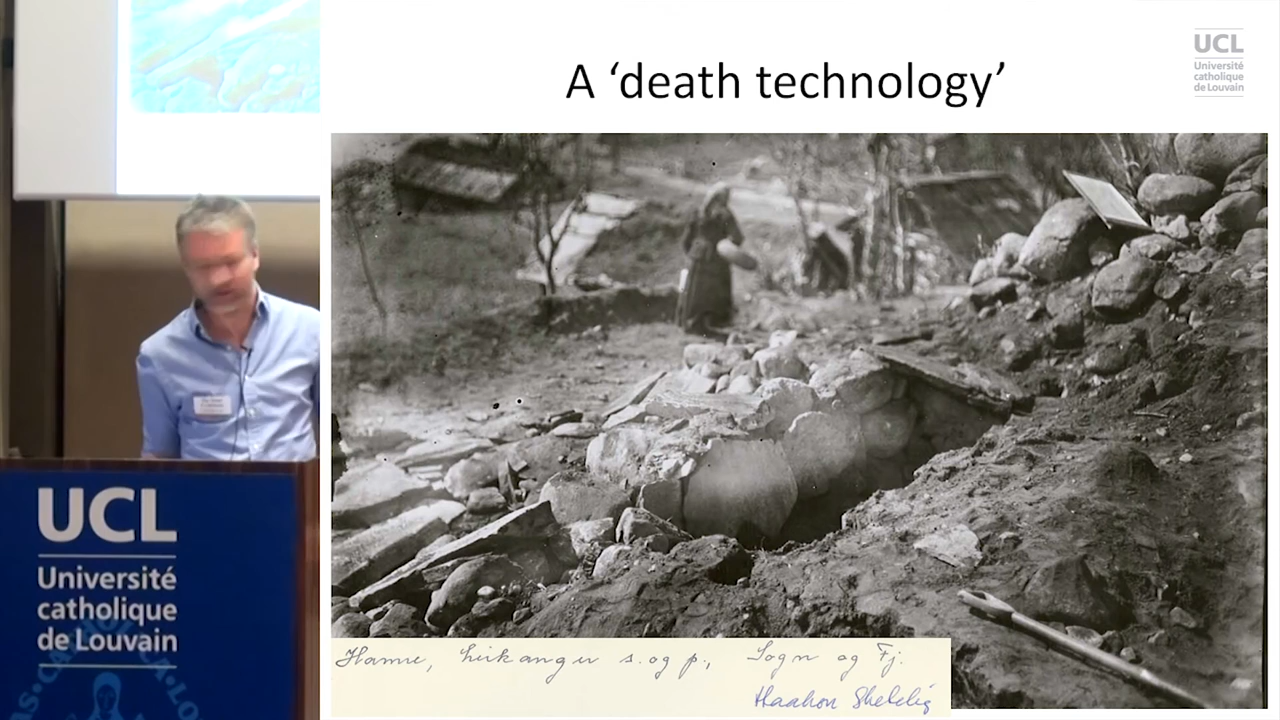 A ‘death technology’
UCL
Université
catholique
de Louvain
Hamre, Leikanger s. og p., Sogn og Fj.
Haakon Shetelig
UCL
Université
catholique
de Louvain